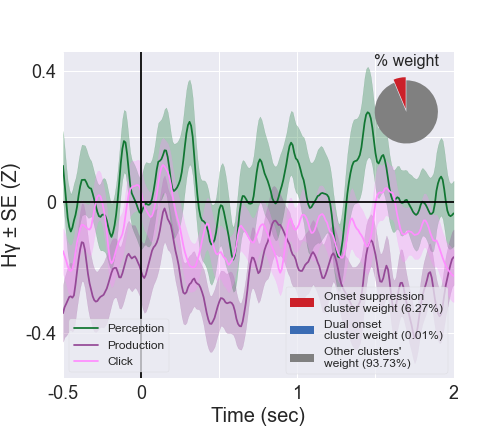 % weight
0.4
0
-0.4
Hγ ± SE (Z)
Perception
Production
Click
Onset suppression
cluster weight (6.27%)
Dual onset
cluster weight (0.01%)
Other clusters'
weight (93.73%)
-0.5 0 1 2
Time (sec)